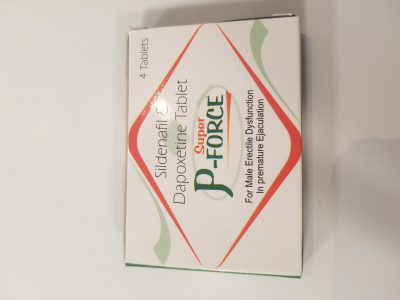 4 Tablets
Sildenafil &
Dapoxetine Tablet
Super
P-FORCE
For Male Erectile Dysfunction
In premature Ejaculation